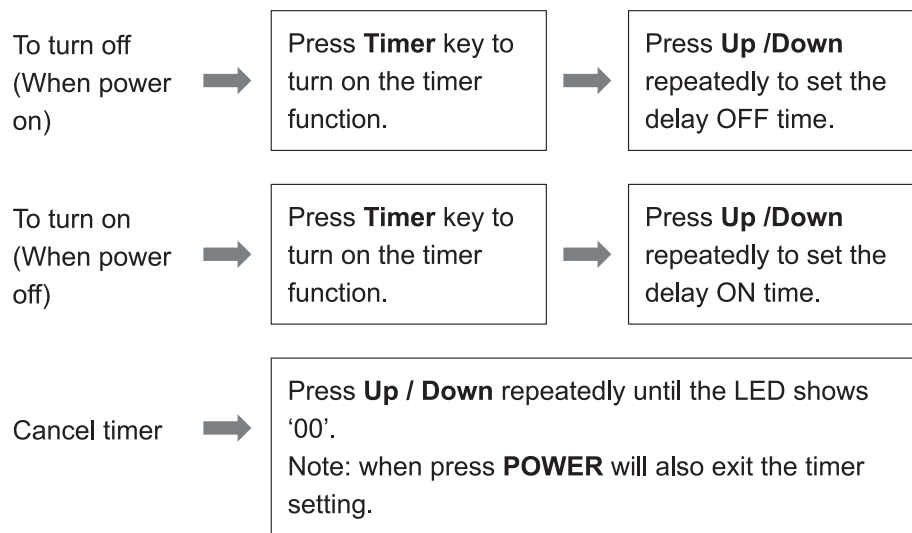 To turn off
(When power
on)
Press Timer key to
turn on the timer
function.
Press Up /Down
repeatedly to set the
delay OFF time.
To turn on
(When power
off)
Press Timer key to
turn on the timer
function.
Press Up /Down
repeatedly to set the
delay ON time.
Cancel timer
Press Up / Down repeatedly until the LED shows
‘00’.
Note: when press POWER will also exit the timer
setting.